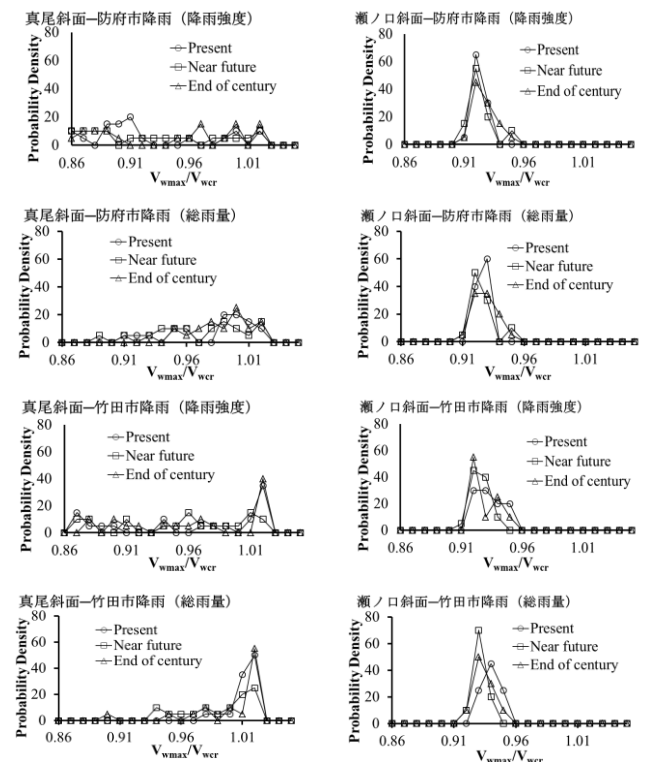 真尾斜面―防府市降雨（降雨強度）
80
60
40
20
0
Probability Density
Present
Near future
End of century
0.86 0.91 0.96 1.01
Vwmax/Vwcr
瀬ノ口斜面―防府市降雨（降雨強度）
80
60
40
20
0
Probability Density
Present
Near future
End of century
0.86 0.91 0.96 1.01
Vwmax/Vwcr
真尾斜面―防府市降雨（総雨量）
80
60
40
20
0
Probability Density
Present
Near future
End of century
0.86 0.91 0.96 1.01
Vwmax/Vwcr
瀬ノ口斜面―防府市降雨（総雨量）
80
60
40
20
0
Probability Density
Present
Near future
End of century
0.86 0.91 0.96 1.01
Vwmax/Vwcr
真尾斜面―竹田市降雨（降雨強度）
80
60
40
20
0
Probability Density
Present
Near future
End of century
0.86 0.91 0.96 1.01
Vwmax/Vwcr
瀬ノ口斜面―竹田市降雨（降雨強度）
80
60
40
20
0
Probability Density
Present
Near future
End of century
0.86 0.91 0.96 1.01
Vwmax/Vwcr
真尾斜面―竹田市降雨（総雨量）
80
60
40
20
0
Probability Density
Present
Near future
End of century
0.86 0.91 0.96 1.01
Vwmax/Vwcr
瀬ノ口斜面―竹田市降雨（総雨量）
80
60
40
20
0
Probability Density
Present
Near future
End of century
0.86 0.91 0.96 1.01
Vwmax/Vwcr